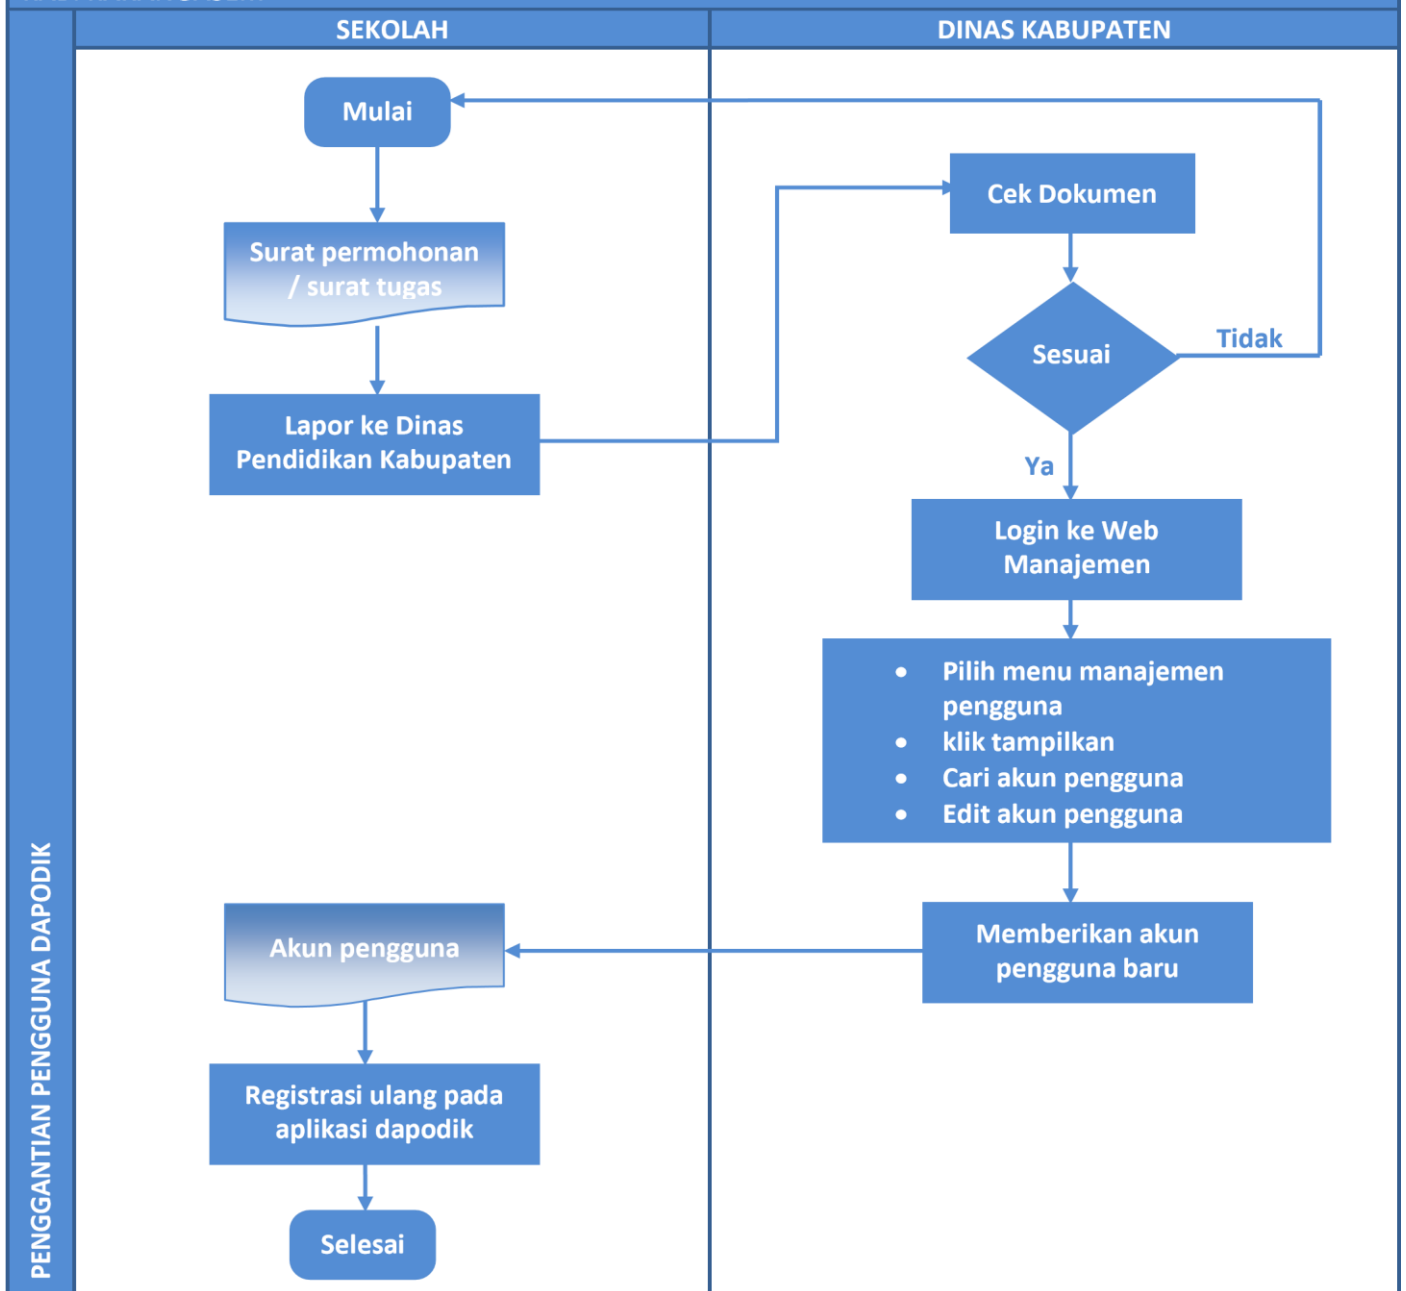 SEKOLAH
DINAS KABUPATEN
Mulai
Surat permohonan
/ surat tugas
Lapor ke Dinas
Pendidikan Kabupaten
Cek Dokumen
Sesuai
Tidak
Ya
Login ke Web
Manajemen
• Pilih menu manajemen
pengguna
• klik tampilkan
• Cari akun pengguna
• Edit akun pengguna
Memberikan akun
pengguna baru
Akun pengguna
Registrasi ulang pada
aplikasi dapodik
Selesai
PENGGANTIAN PENGGUNA DAPODIK